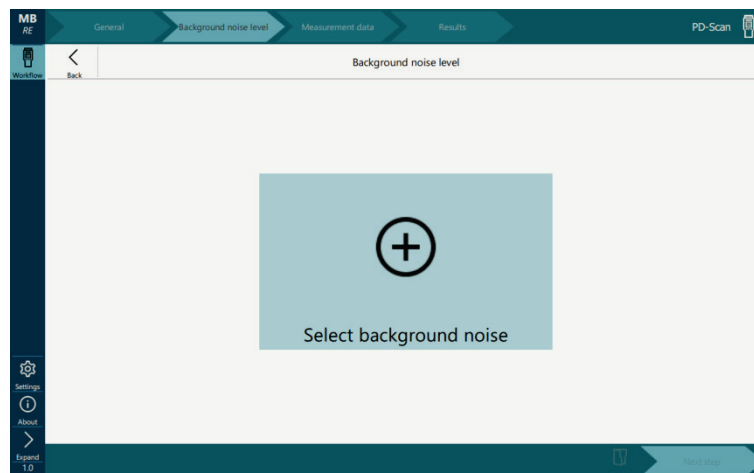 MB
RE
General
Background noise level
Measurement data
Results
PD-Scan
Workflow
Back
Background noise level
Select background noise
Settings
About
Expand
1.0
Next step